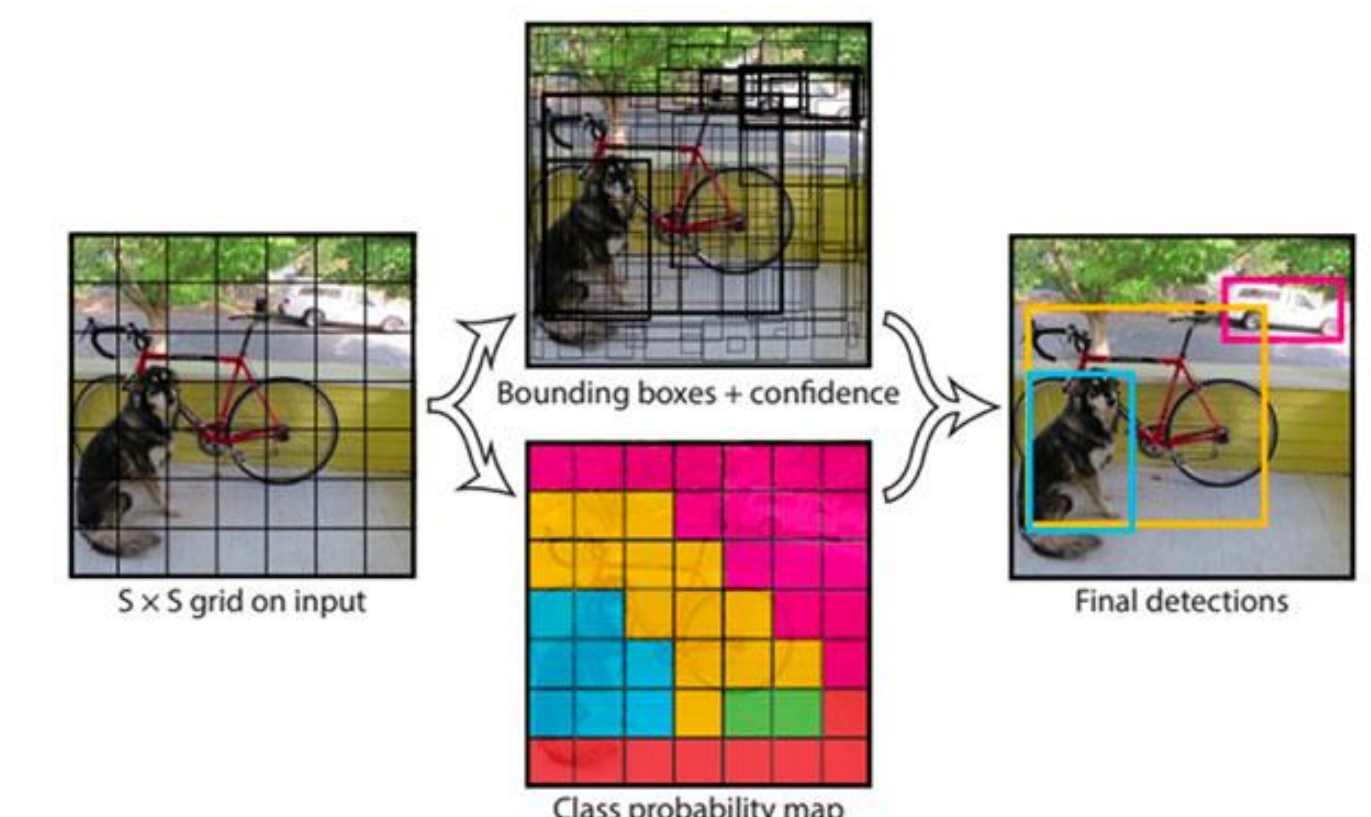 Bounding boxes + confidence
S × S grid on input
Final detections
Class probability map